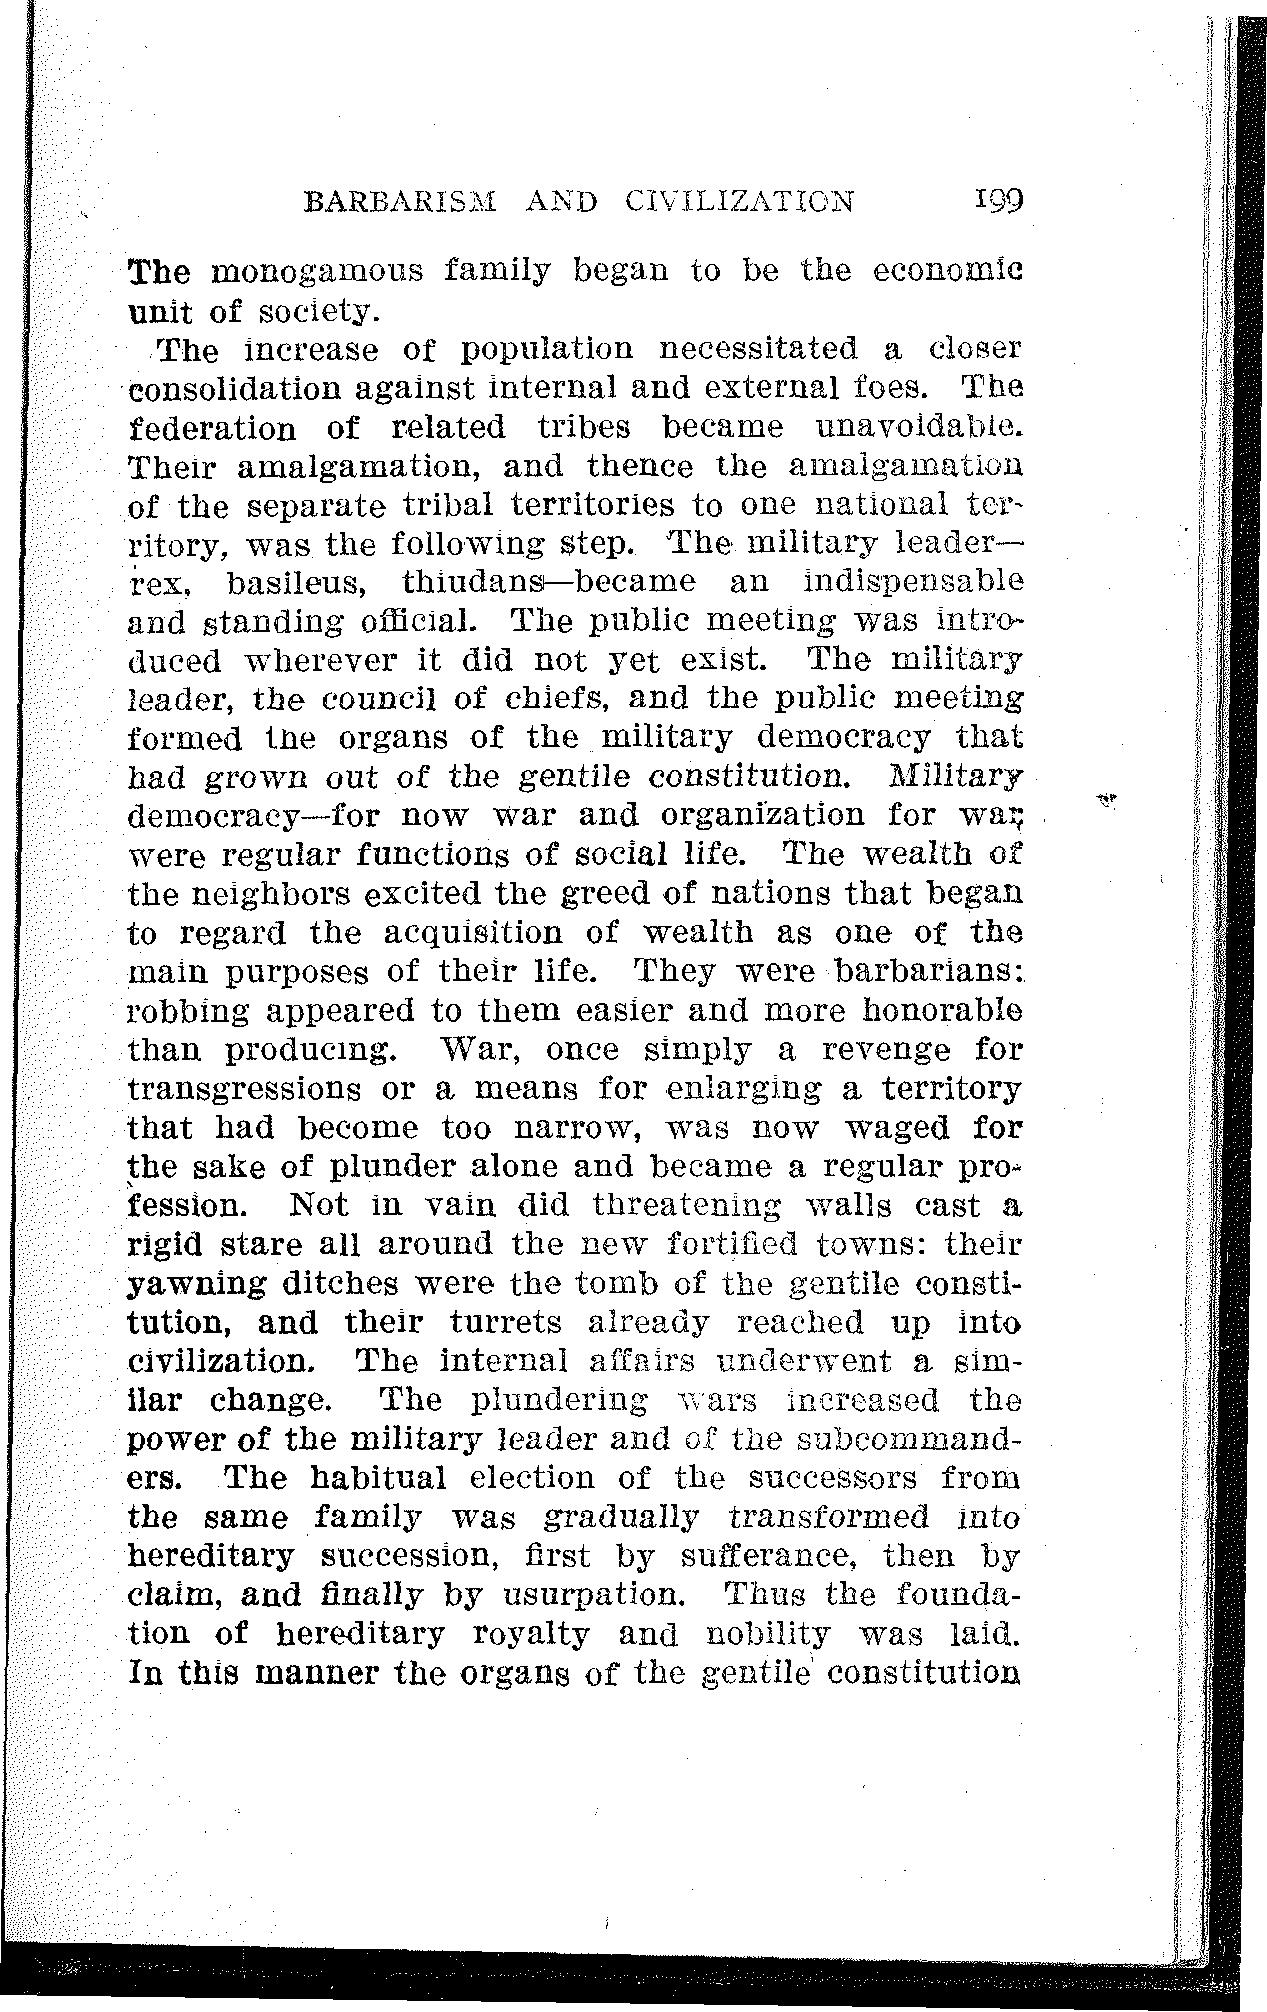 BARBARISM AND CIVILIZATION 199
The monogamous family began to be the economic
unit of society.
The increase of population necessitated a closer
consolidation against internal and external foes. The
federation of related tribes became unavoidable.
Their amalgamation, and thence the amalgamation
of the separate tribal territories to one national ter-
ritory, was the following step. The military leader—
rex, basileus, thiudans—became an indispensable
and standing official. The public meeting was intro-
duced wherever it did not yet exist. The military
leader, the council of chiefs, and the public meeting
formed the organs of the military democracy that
had grown out of the gentile constitution. Military
democracy—for now war and organization for war
were regular functions of social life. The wealth of
the neighbors excited the greed of nations that began
to regard the acquisition of wealth as one of the
main purposes of their life. They were barbarians:
robbing appeared to them easier and more honorable
than producing. War, once simply a revenge for
transgressions or a means for enlarging a territory
that had become too narrow, was now waged for
the sake of plunder alone and became a regular pro-
fession. Not in vain did threatening walls cast a
rigid stare all around the new fortified towns: their
yawning ditches were the tomb of the gentile consti-
tution, and their turrets already reached up into
civilization. The internal affairs underwent a sim-
ilar change. The plundering wars increased the
power of the military leader and of the subcommand-
ers. The habitual election of the successors from
the same family was gradually transformed into
hereditary succession, first by sufferance, then by
claim, and finally by usurpation. Thus the founda-
tion of hereditary royalty and nobility was laid.
In this manner the organs of the gentile constitution